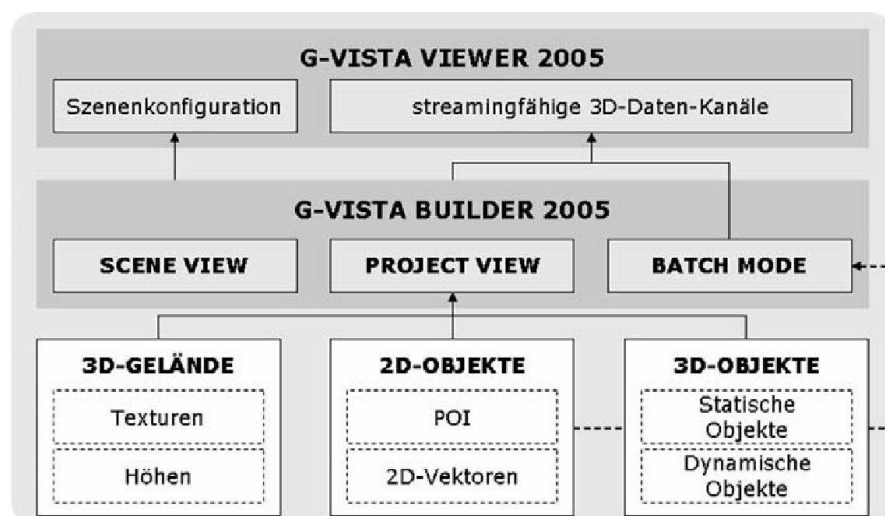 G-VISTA VIEWER 2005
Szenenkonfiguration
streamingfähige 3D-Daten-Kanäle
G-VISTA BUILDER 2005
SCENE VIEW
PROJECT VIEW
BATCH MODE
3D-GELÄNDE
Texturen
Höhen
2D-OBJEKTE
POI
2D-Vektoren
3D-OBJEKTE
Statische
Objekte
Dynamische
Objekte